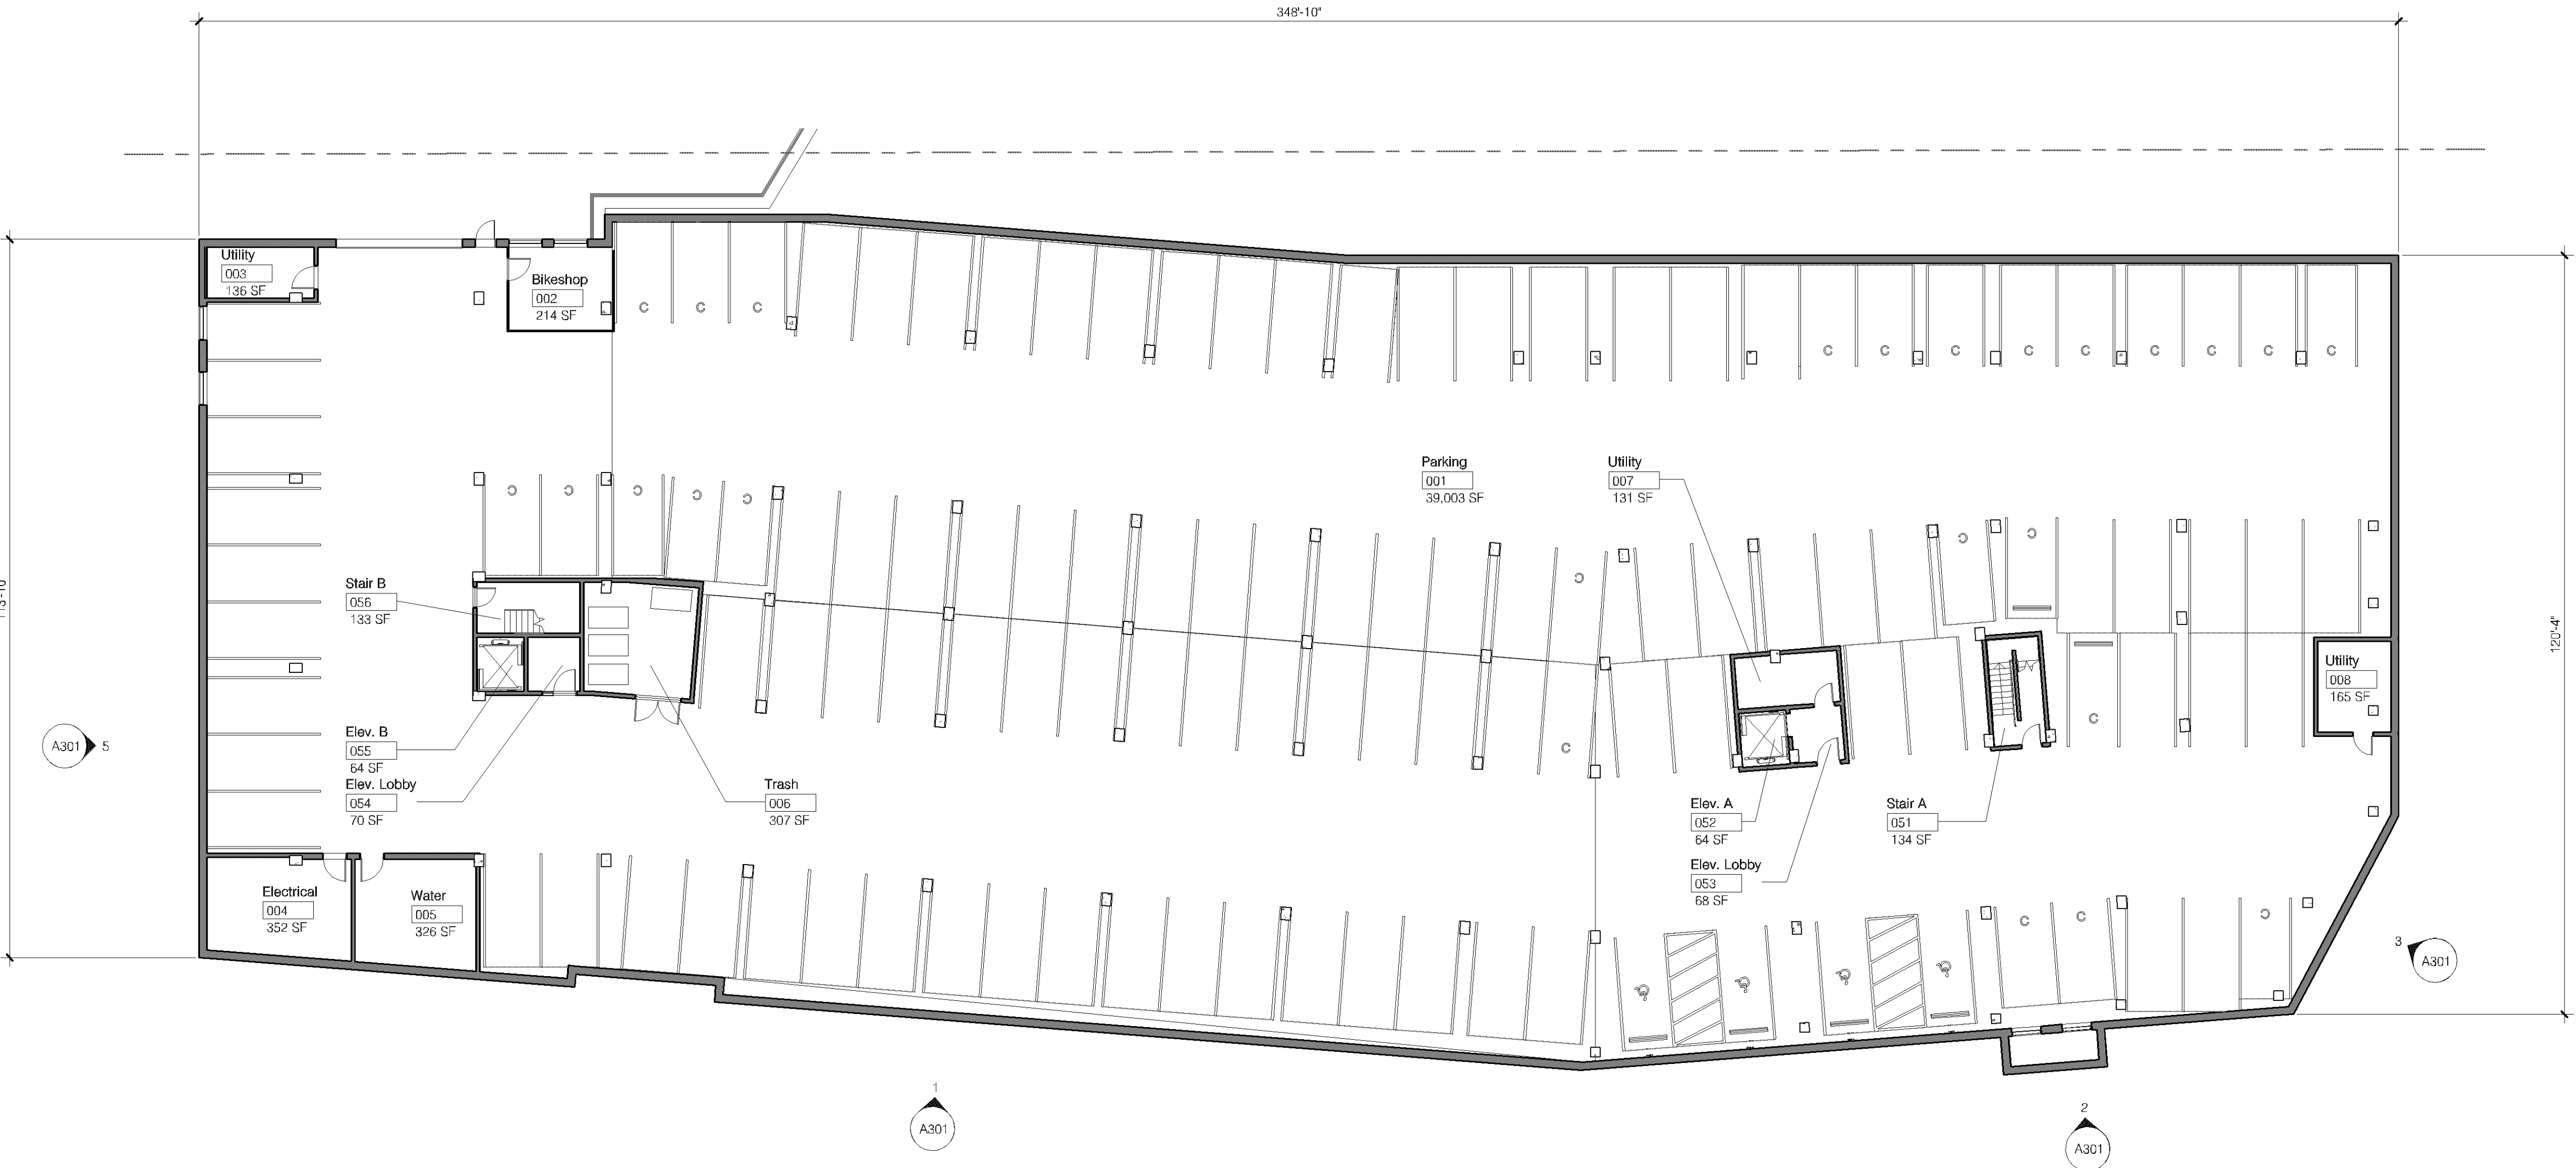 348'-10"
Utility
003
136 SF
Bikeshop
002
214 SF
C C C
C C C C C C C C C
Parking
001
39,003 SF
Utility
007
131 SF
C C C C C
C
C
C
Stair B
056
133 SF
120'-4"
Utility
008
165 SF
C
C
A301 5
Elev. B
055
64 SF
Elev. Lobby
054
70 SF
Trash
006
307 SF
Elev. A
052
64 SF
Stair A
051
134 SF
Elev. Lobby
053
68 SF
Electrical
004
352 SF
Water
005
326 SF
C C C
3
A301
1
A301
2
A301